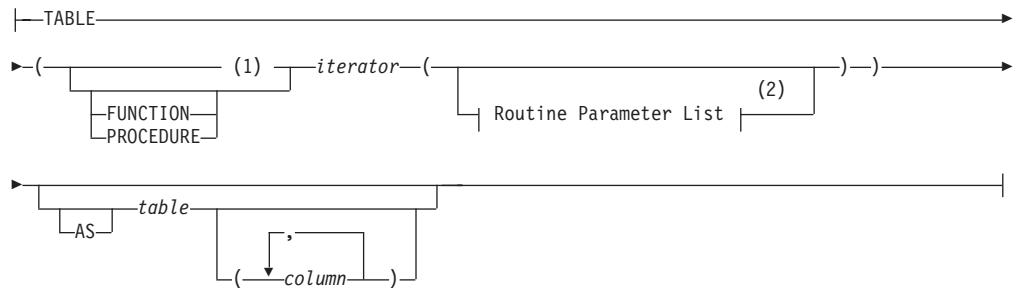 TABLE
( (1) iterator ( ) )
FUNCTION
PROCEDURE
(2)
Routine Parameter List
table
AS
,
( column )